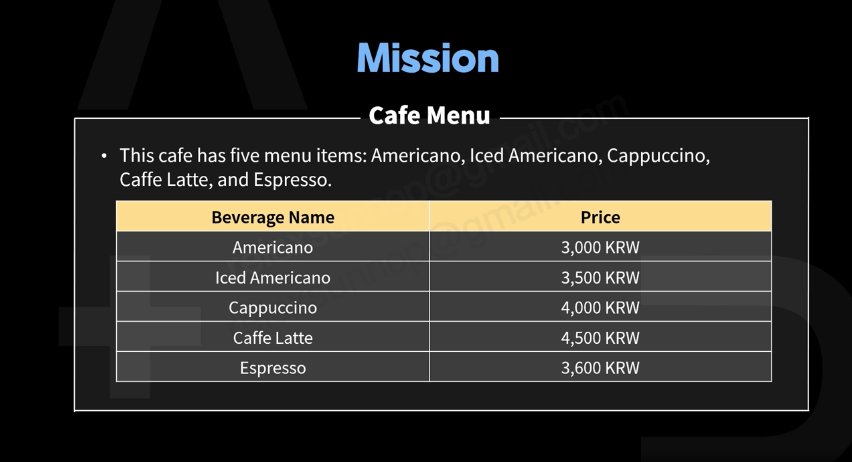 Mission
Cafe Menu
• This cafe has five menu items: Americano, Iced Americano, Cappuccino,
Caffe Latte, and Espresso.
Beverage Name Price
Americano 3,000 KRW
Iced Americano 3,500 KRW
Cappuccino 4,000 KRW
Caffe Latte 4,500 KRW
Espresso 3,600 KRW